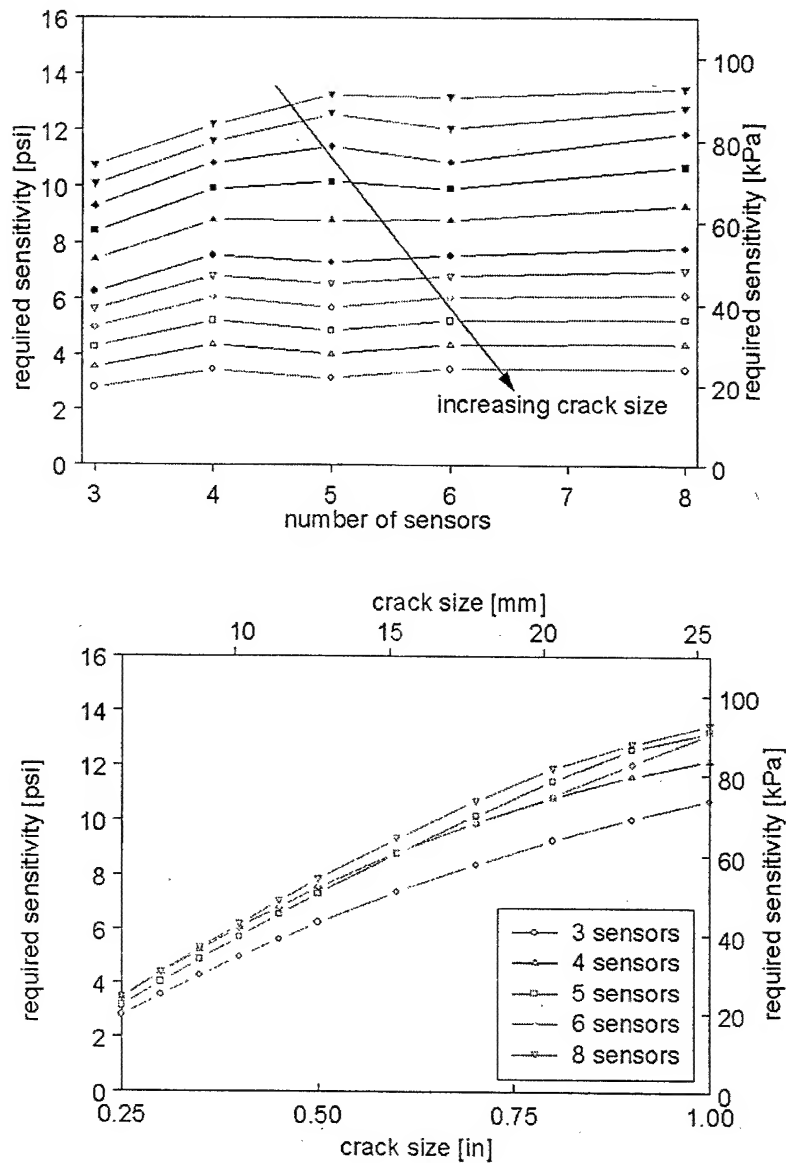 16
14
12
10
8
6
4
2
0
required sensitivity [psi]
100
80
60
40
20
0
required sensitivity [kPa]
increasing crack size
3 4 5 6 7 8
number of sensors
crack size [mm]
10 15 20 25
16
14
12
10
8
6
4
2
0
required sensitivity [psi]
100
80
60
40
20
0
required sensitivity [kPa]
3 sensors
4 sensors
5 sensors
6 sensors
8 sensors
0.25 0.50 0.75 1.00
crack size [in]